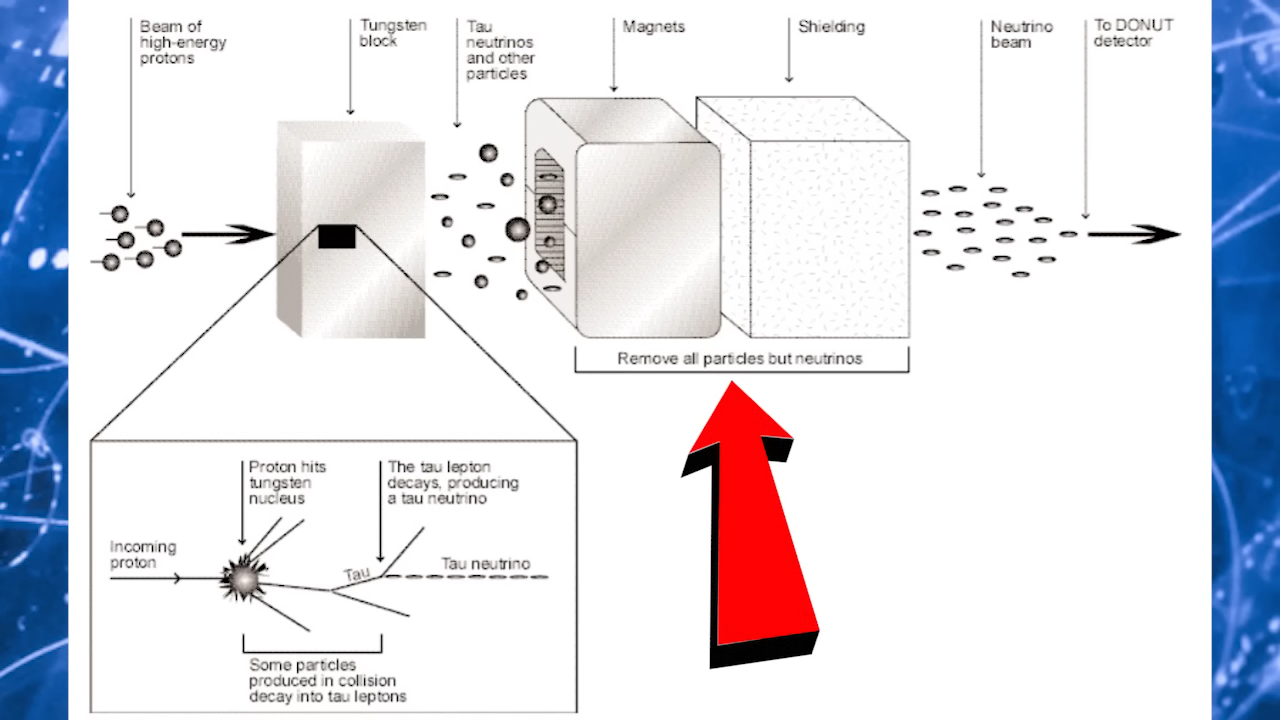 Beam of
high-energy
protons
Tungsten
block
Tau
neutrinos
and other
particles
Magnets
Shielding
Neutrino
beam
To DONUT
detector
Remove all particles but neutrinos
Proton hits
tungsten
nucleus
The tau lepton
decays, producing
a tau neutrino
Incoming
proton
Tau
Tau neutrino
Some particles
produced in collision
decay into tau leptons